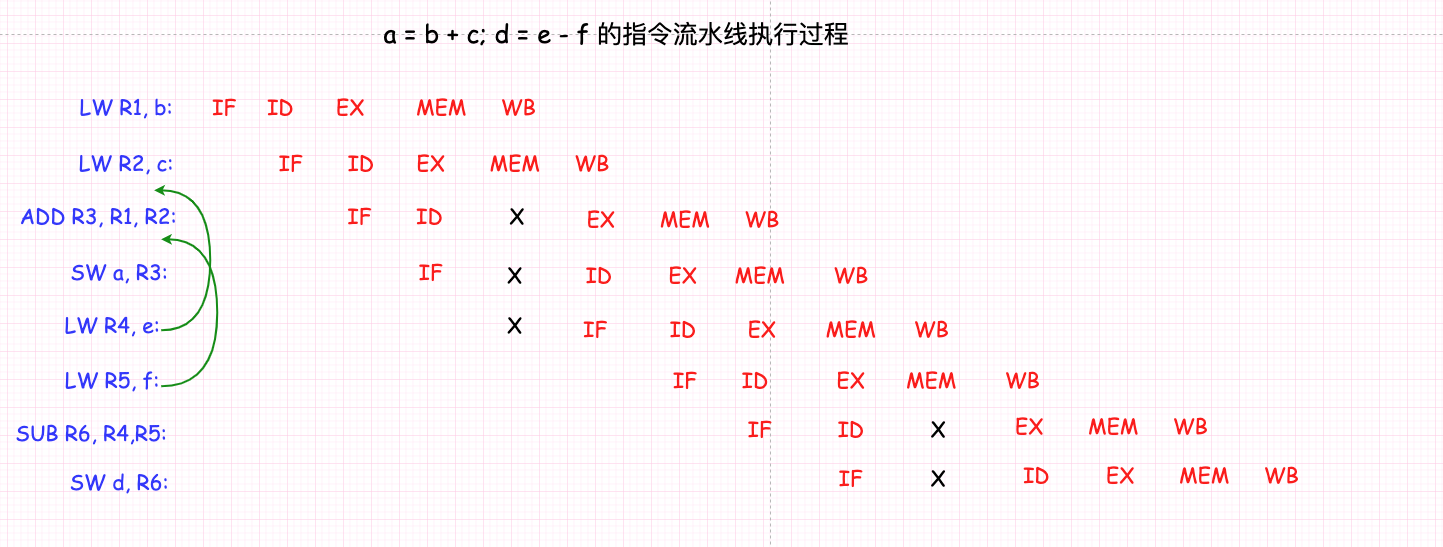 a = b + c; d = e - f 的指令流水线执行过程
LW R1, b: IF ID EX MEM WB
LW R2, c: IF ID EX MEM WB
ADD R3, R1, R2: IF ID X EX MEM WB
SW a, R3: IF X ID EX MEM WB
LW R4, e: X IF ID EX MEM WB
LW R5, f: IF ID EX MEM WB
SUB R6, R4,R5: IF ID X EX MEM WB
SW d, R6: IF X ID EX MEM WB